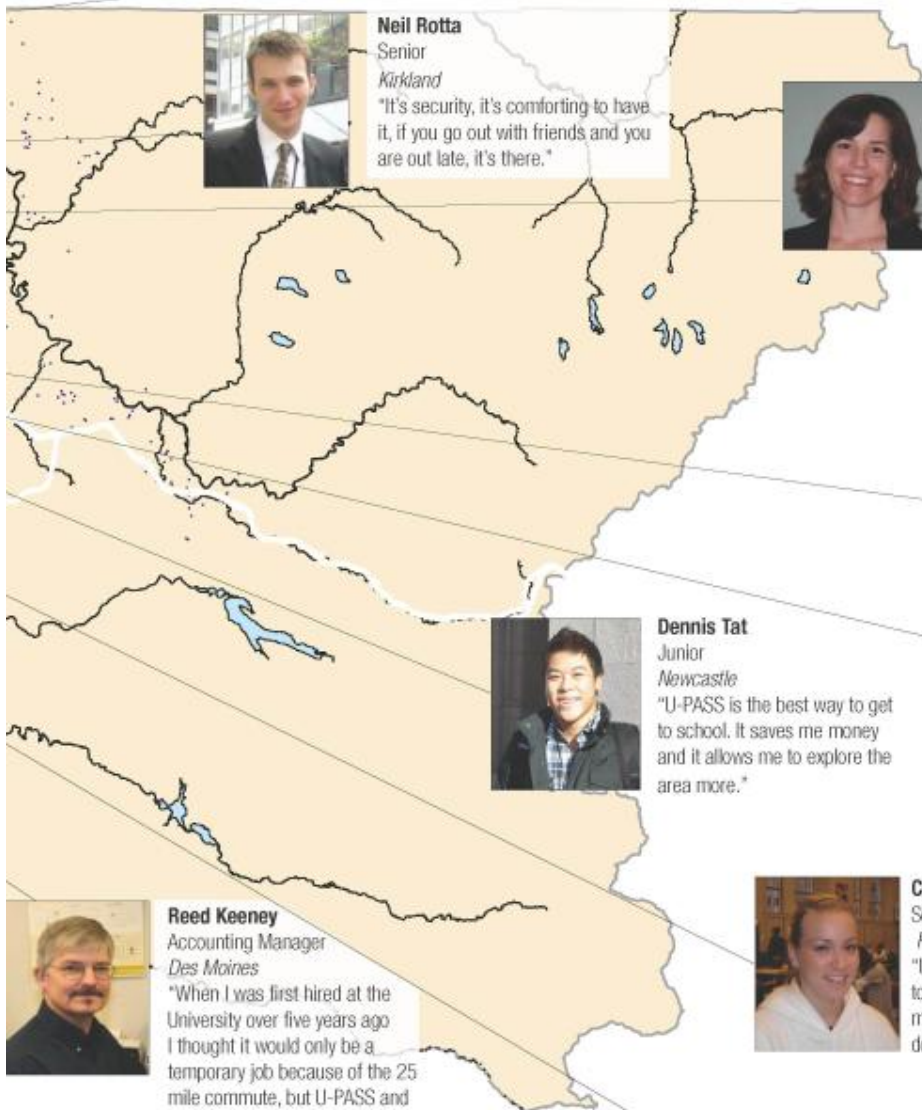 Neil Rotta
Senior
Kirkland
"It's security, it's comforting to have
it, if you go out with friends and you
are out late, it's there."
Dennis Tat
Junior
Newcastle
"U-PASS is the best way to get
to school. It saves me money
and it allows me to explore the
area more."
Reed Keeney
Accounting Manager
Des Moines
"When I was first hired at the
University over five years ago
I thought it would only be a
temporary job because of the 25
mile commute, but U-PASS and